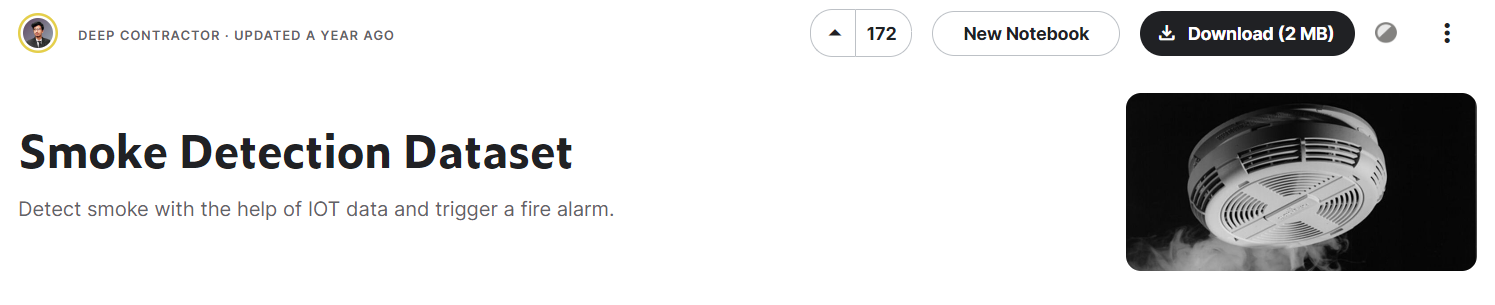 DEEP CONTRACTOR · UPDATED A YEAR AGO
172
New Notebook
Download (2 MB)
Smoke Detection Dataset
Detect smoke with the help of IOT data and trigger a fire alarm.